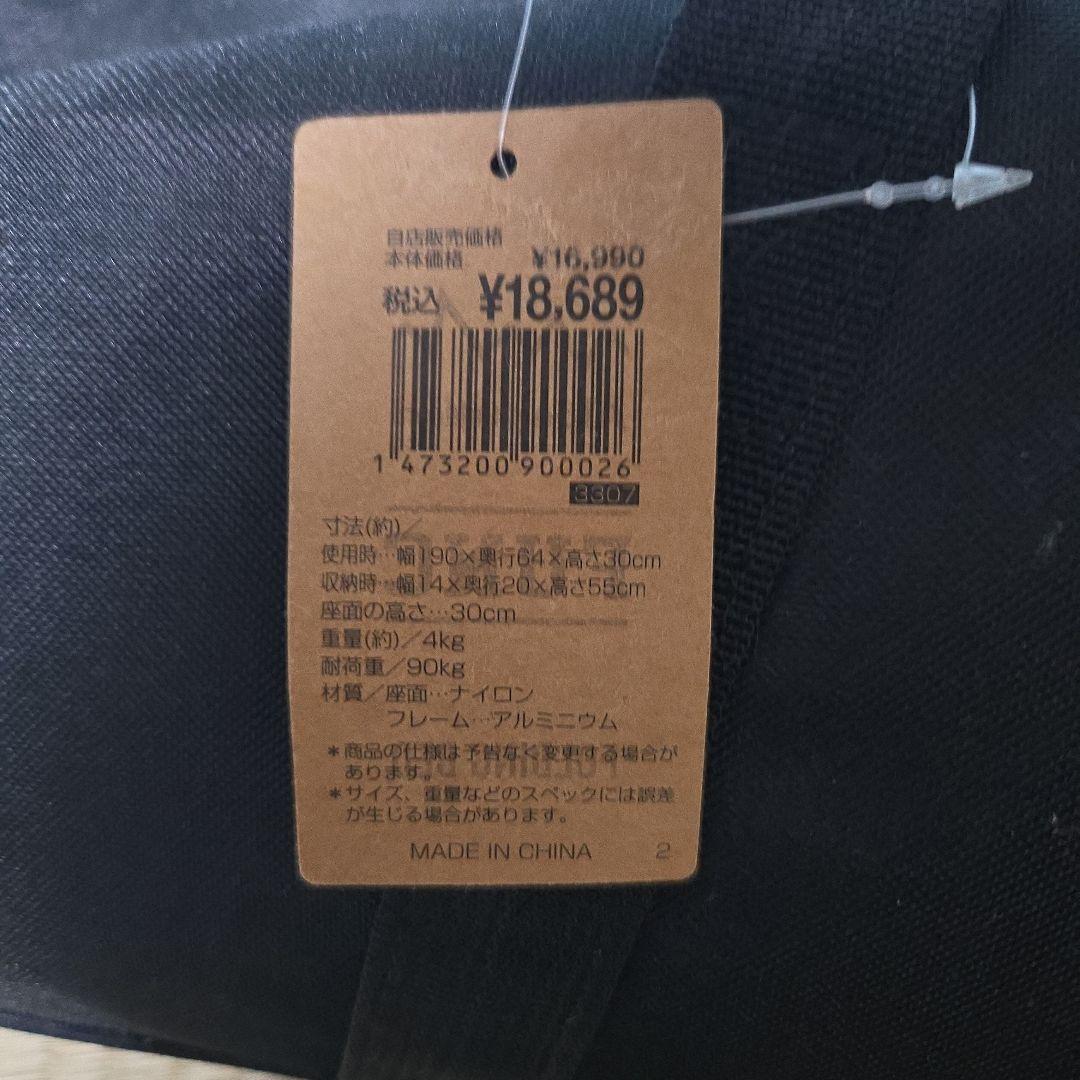 自店販売価格
本体価格 ¥16,990
税込 ¥18,689
1 473200 900026
3307
寸法(約)/
使用時…幅190×奥行64×高さ30cm
収納時…幅14×奥行20×高さ55cm
座面の高さ…30cm
重量(約)/4kg
耐荷重/90kg
材質/座面…ナイロン
フレーム…アルミニウム
*商品の仕様は予告なく変更する場合が
あります。
*サイズ、重量などのスペックには誤差
が生じる場合があります。
MADE IN CHINA 2